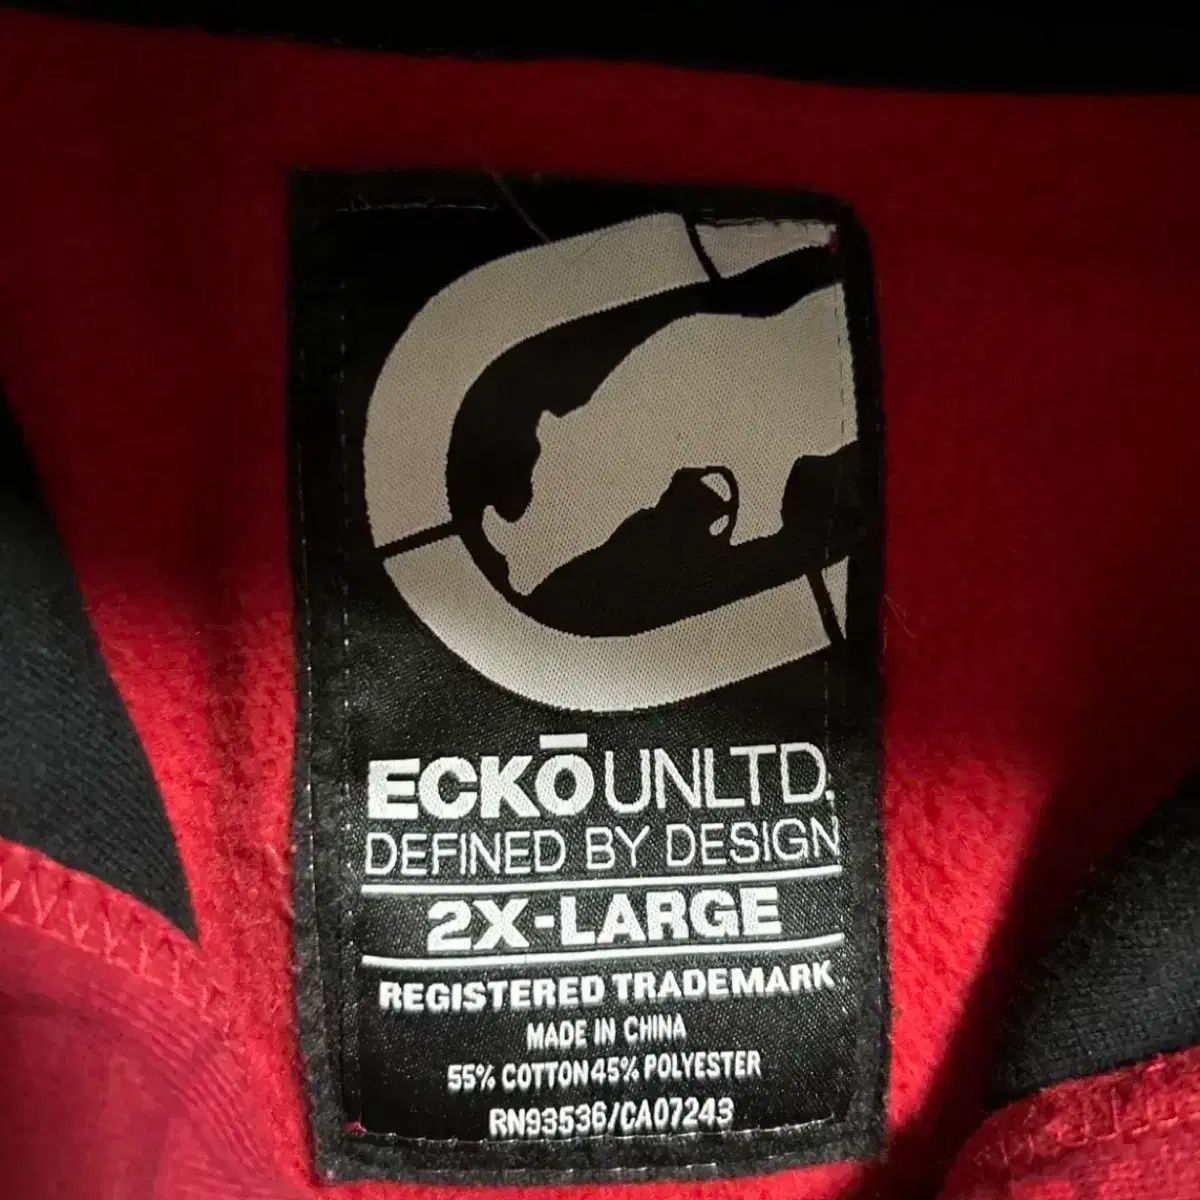 ECKŌ UNLTD.
DEFINED BY DESIGN
2X-LARGE
REGISTERED TRADEMARK
MADE IN CHINA
55% COTTON 45% POLYESTER
RN93536/CA07243